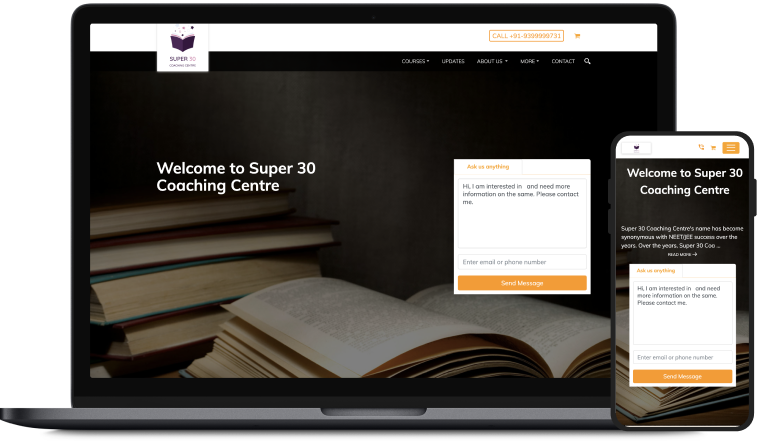 CALL +91-9399999731
SUPER 30
COACHING CENTRE
COURSES
UPDATES
ABOUT US
MORE
CONTACT
Welcome to Super 30
Coaching Centre
Ask us anything
Hi, I am interested in and need more
information on the same. Please contact
me.
Enter email or phone number
Send Message
Welcome to Super 30
Coaching Centre
Super 30 Coaching Centre's name has become
synonymous with NEET/JEE success over the
years. Over the years, Super 30 Coa ...
READ MORE
Ask us anything
Hi, I am interested in and need
more information on the same.
Please contact me.
Enter email or phone number
Send Message